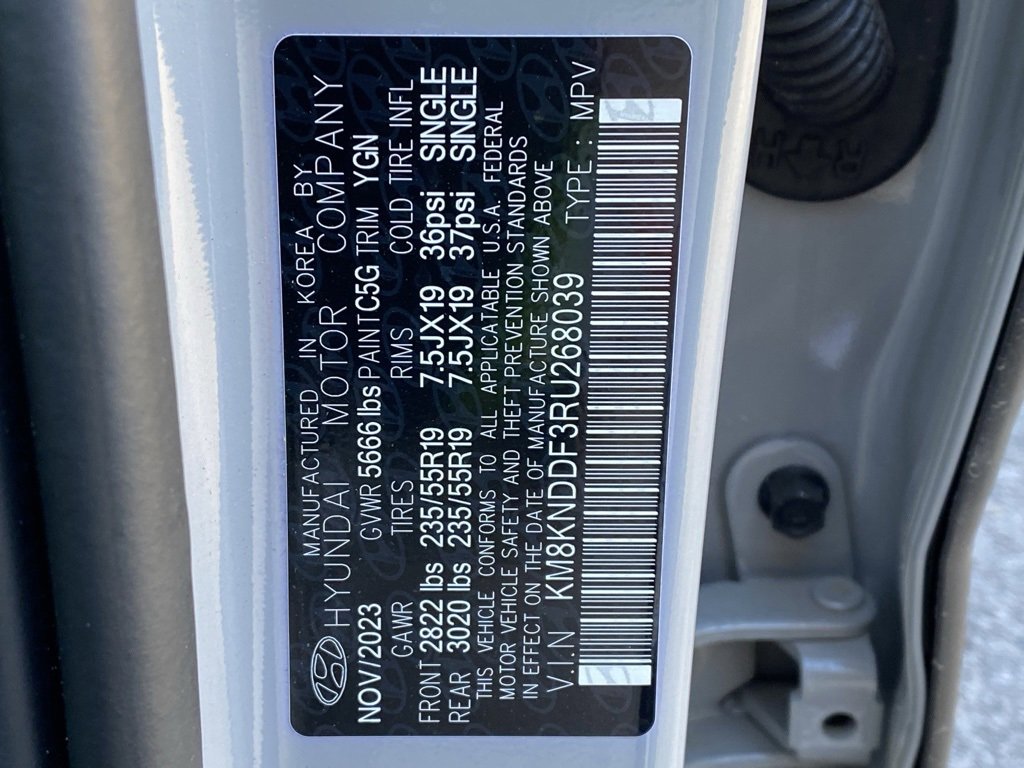 MANUFACTURED IN KOREA BY
HYUNDAI MOTOR COMPANY
NOV/2023 GVWR 5666 lbs PAINT C5G TRIM YGN
GAWR TIRES RIMS COLD TIRE INFL
FRONT 2822 lbs 235/55R19 7.5JX19 36psi SINGLE
REAR 3020 lbs 235/55R19 7.5JX19 37psi SINGLE
THIS VEHICLE CONFORMS TO ALL APPLICATABLE U.S.A. FEDERAL
MOTOR VEHICLE SAFETY AND THEFT PREVENTION STANDARDS
IN EFFECT ON THE DATE OF MANUFACTURE SHOWN ABOVE
V.I.N KM8KNDDF3RU268039 TYPE : MPV